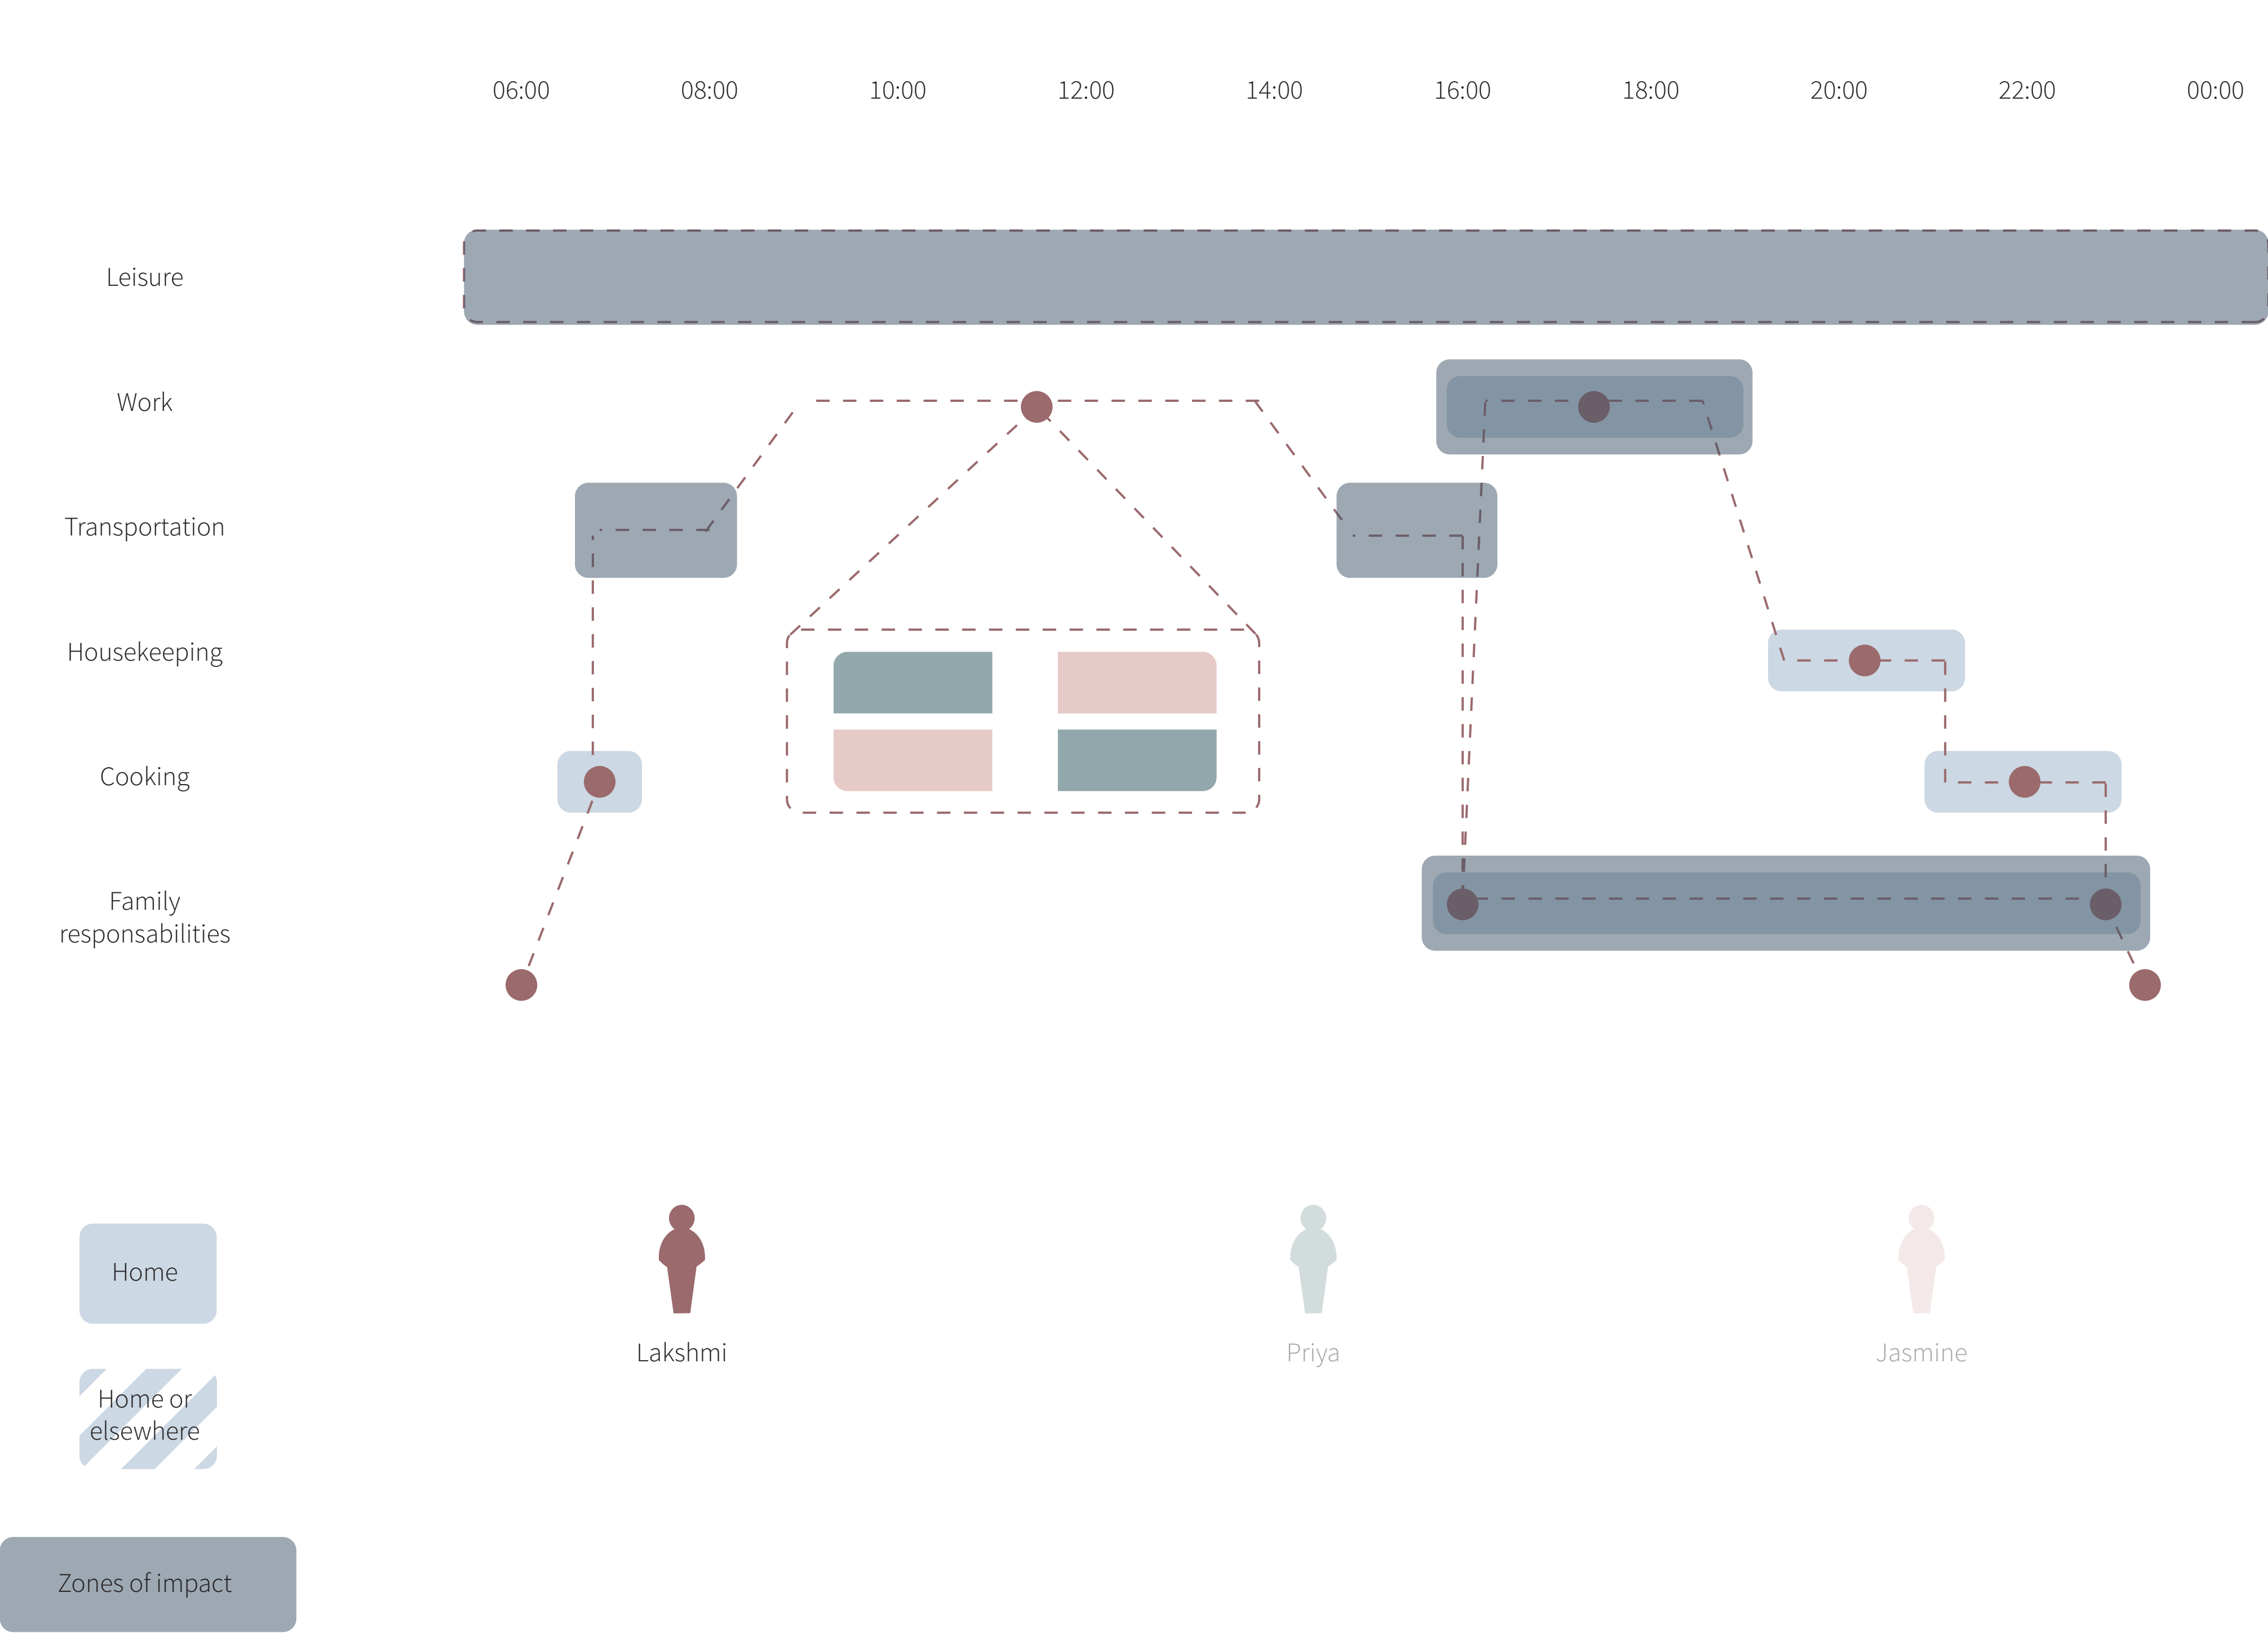 06:00 08:00 10:00 12:00 14:00 16:00 18:00 20:00 22:00 00:00
Leisure
Work
Transportation
Housekeeping
Cooking
Family
responsabilities
Home
Lakshmi Priya Jasmine
Home or
elsewhere
Zones of impact